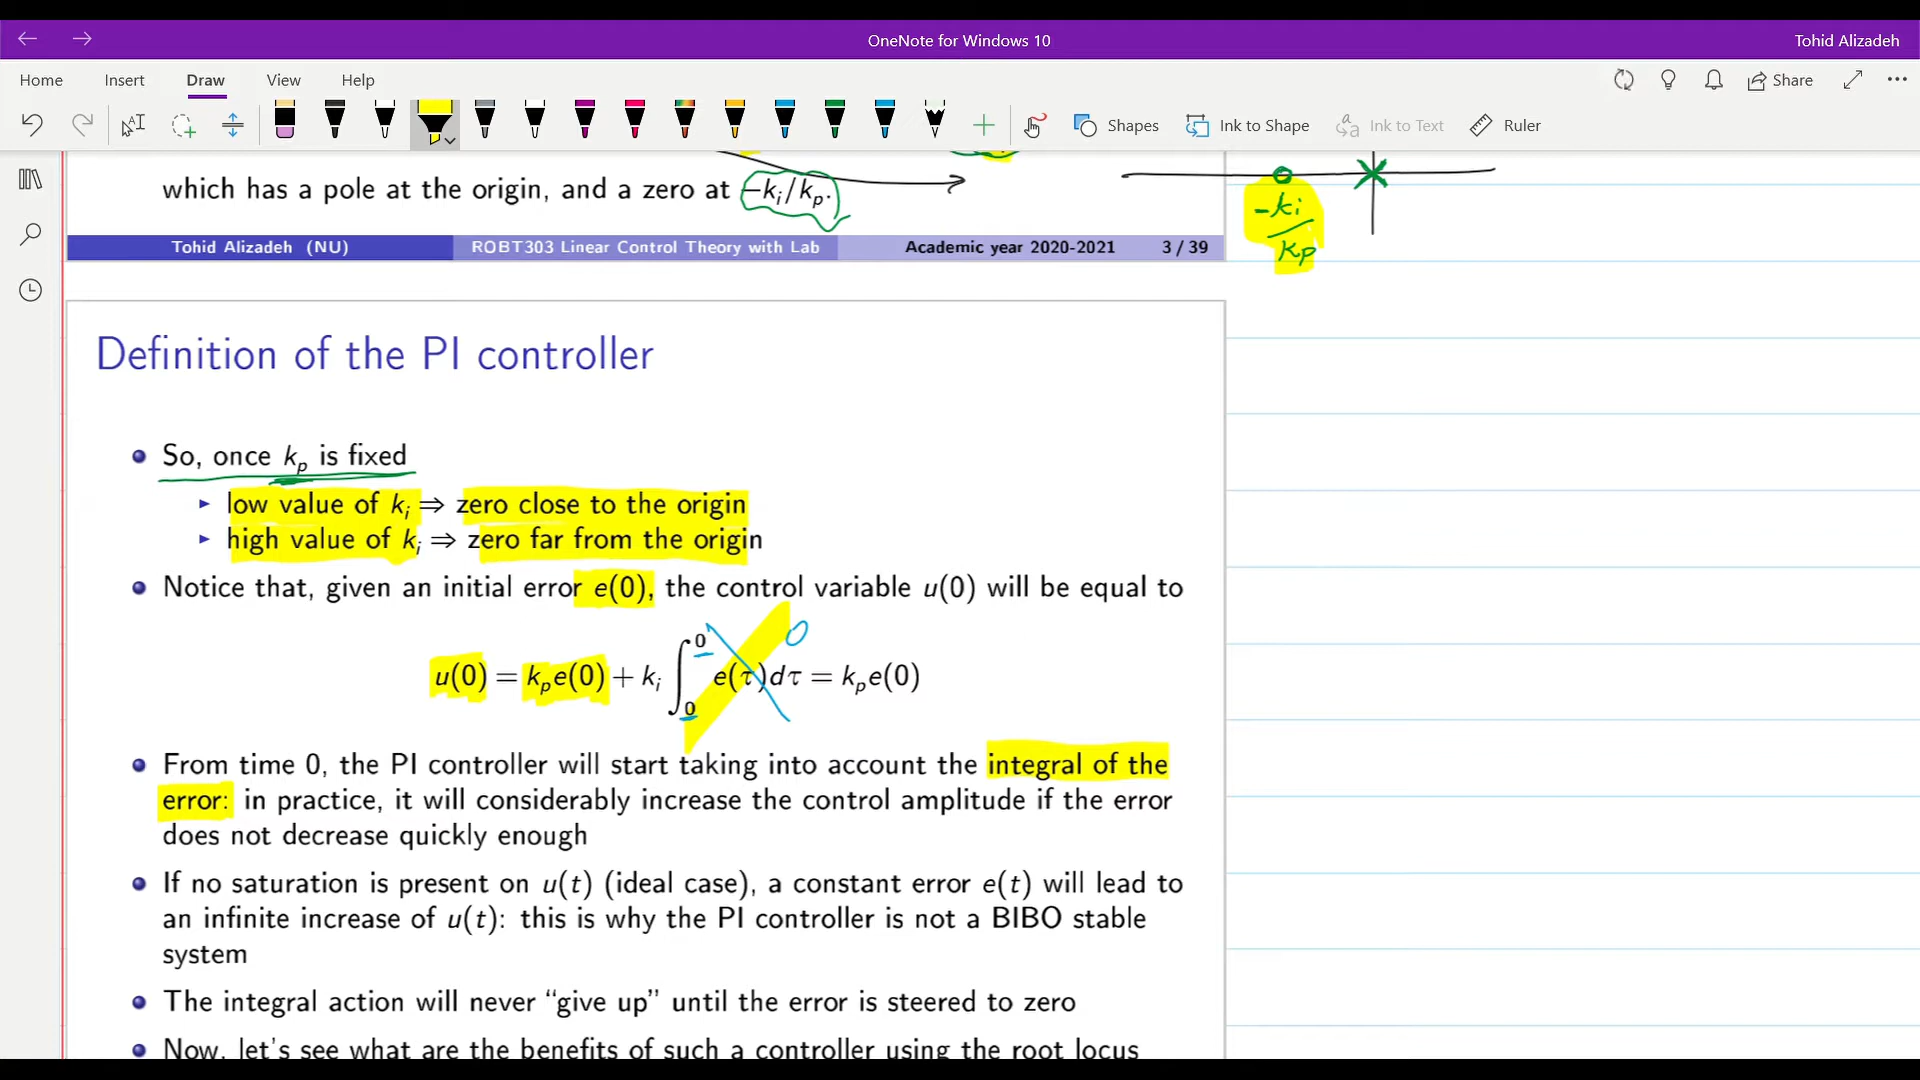 OneNote for Windows 10
Tohid Alizadeh
Home Insert Draw View Help
Share
Shapes Ink to Shape Ink to Text Ruler
which has a pole at the origin, and a zero at −ki/kp.
-ki
kp
Tohid Alizadeh (NU) ROBT303 Linear Control Theory with Lab Academic year 2020-2021 3 / 39
Definition of the PI controller
So, once kp is fixed
low value of ki ⇒ zero close to the origin
high value of ki ⇒ zero far from the origin
Notice that, given an initial error e(0), the control variable u(0) will be equal to
0
u(0) = kpe(0) + ki ∫₀⁰ e(τ)dτ = kpe(0)
From time 0, the PI controller will start taking into account the integral of the
error: in practice, it will considerably increase the control amplitude if the error
does not decrease quickly enough
If no saturation is present on u(t) (ideal case), a constant error e(t) will lead to
an infinite increase of u(t): this is why the PI controller is not a BIBO stable
system
The integral action will never “give up” until the error is steered to zero
Now, let's see what are the benefits of such a controller using the root locus